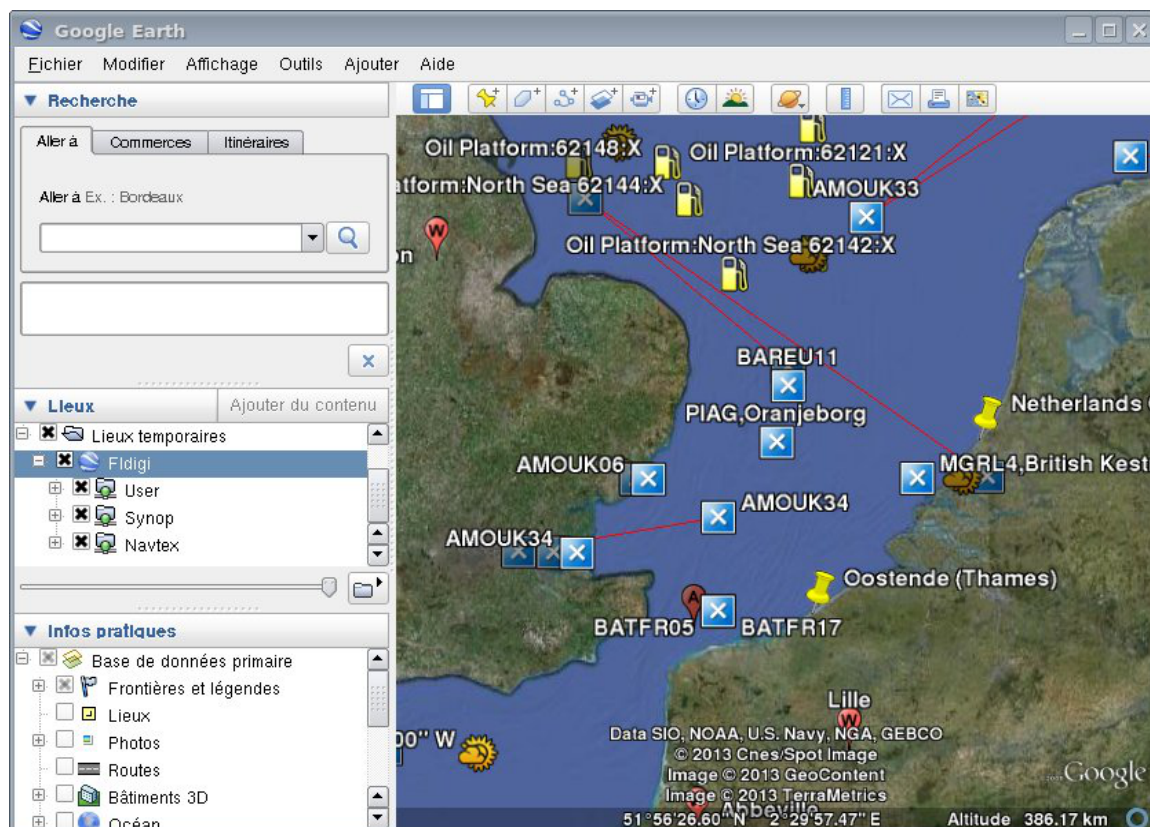 Google Earth
Fichier Modifier Affichage Outils Ajouter Aide
Recherche
Aller à Commerces Itinéraires
Aller à Ex. : Bordeaux
Lieux
Ajouter du contenu
Lieux temporaires
Fldigi
User
Synop
Navtex
Infos pratiques
Base de données primaire
Frontières et légendes
Lieux
Photos
Routes
Bâtiments 3D
Océan
Oil Platform:62148:X
Oil Platform:62121:X
atform:North Sea 62144:X
AMOUK33
W
on
Oil Platform:North Sea 62142:X
BAREU11
PIAG,Oranjeborg
Netherlands
AMOUK06
MGRL4,British Kest
AMOUK34
AMOUK34
Oostende (Thames)
A
BATFR05
BATFR17
Lille
W
00" W
Data SIO, NOAA, U.S. Navy, NGA, GEBCO
© 2013 Cnes/Spot Image
Image © 2013 GeoContent
Image © 2013 TerraMetrics
Google
W
Abbeville
51°56'26.60" N 2°29'57.47" E
Altitude 386.17 km